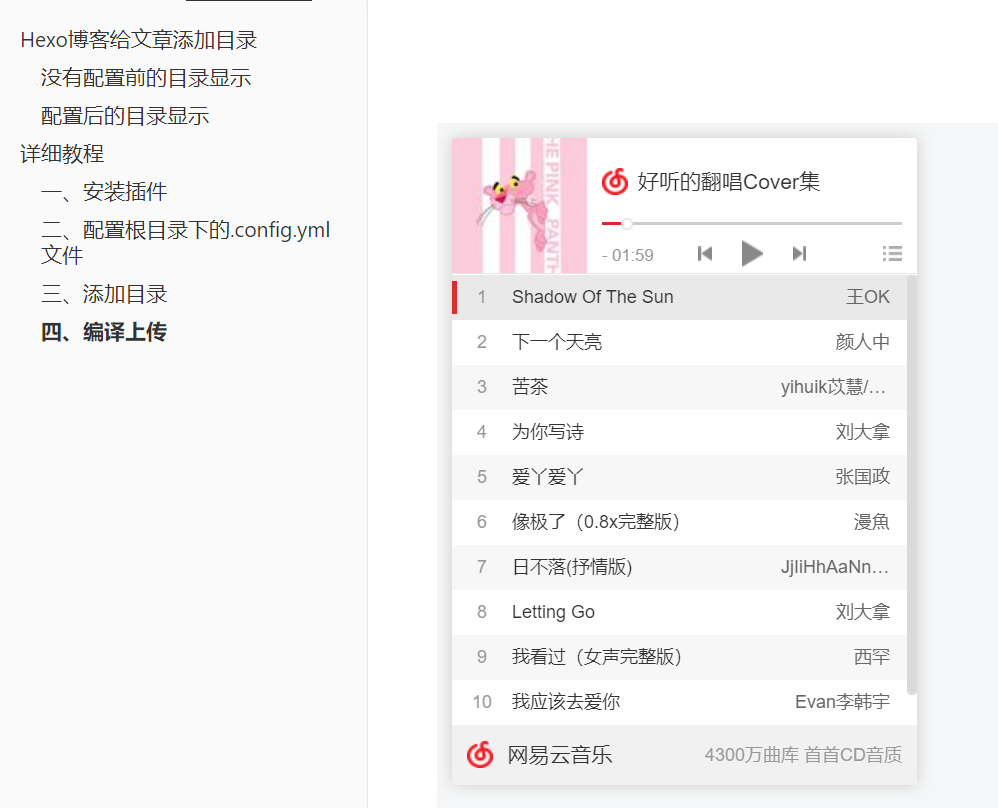 Hexo博客给文章添加目录
没有配置前的目录显示
配置后的目录显示
详细教程
一、安装插件
二、配置根目录下的.config.yml
文件
三、添加目录
四、编译上传
THE PINK PANTH
好听的翻唱Cover集
- 01:59
1 Shadow Of The Sun 王OK
2 下一个天亮 颜人中
3 苦茶 yihuik苡慧/...
4 为你写诗 刘大拿
5 爱丫爱丫 张国政
6 像极了（0.8x完整版） 漫魚
7 日不落(抒情版) JjliHhAaNn...
8 Letting Go 刘大拿
9 我看过（女声完整版） 西罕
10 我应该去爱你 Evan李韩宇
网易云音乐 4300万曲库 首首CD音质